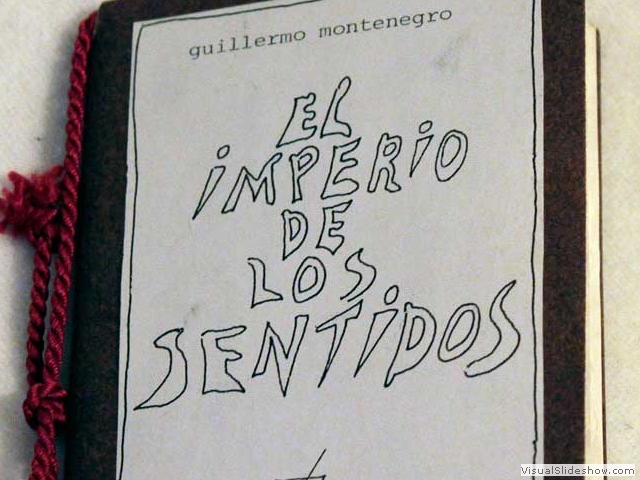 guillermo montenegro
EL
iMPERiO
DE
LOS
SENTiDOS
VisualSlideshow.com